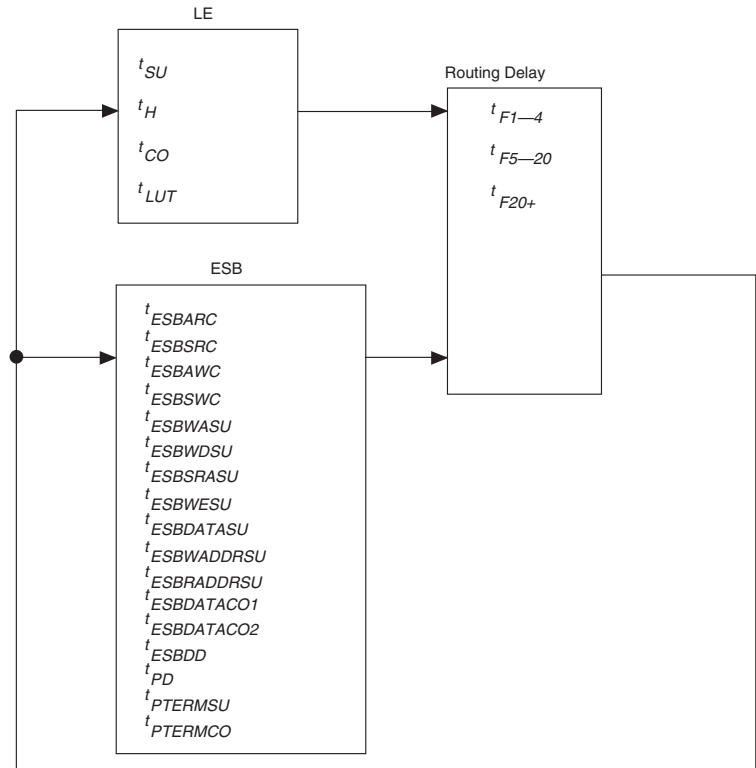 LE
tSU
tH
tCO
tLUT
Routing Delay
tF1—4
tF5—20
tF20+
ESB
tESBARC
tESBSRC
tESBAWC
tESBSWC
tESBWASU
tESBWDSU
tESBSRASU
tESBWESU
tESBDATASU
tESBWADDRSU
tESBRADDRSU
tESBDATACO1
tESBDATACO2
tESBDD
tPD
tPTERMSU
tPTERMCO